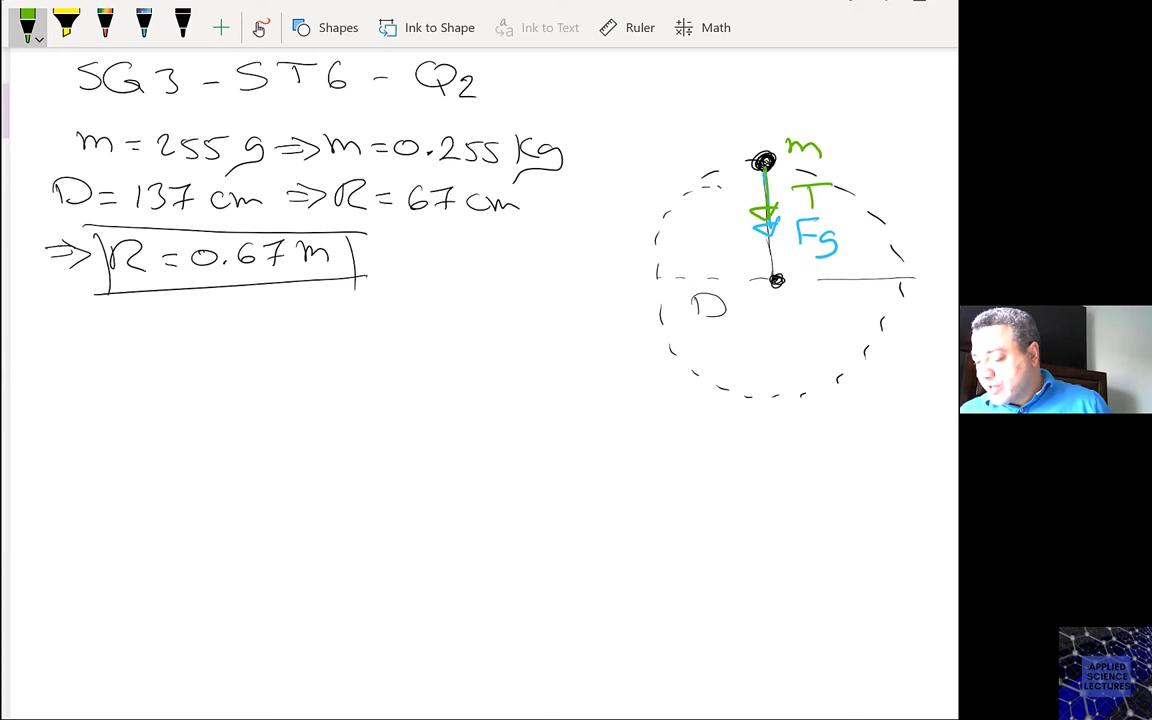 Shapes Ink to Shape Ink to Text Ruler Math
SG3 - ST6 - Q2
m = 255 g ⇒ m = 0.255 kg
D = 137 cm ⇒ R = 67 cm
⇒ R = 0.67 m
m
T
Fg
D
APPLIED
SCIENCE
LECTURES